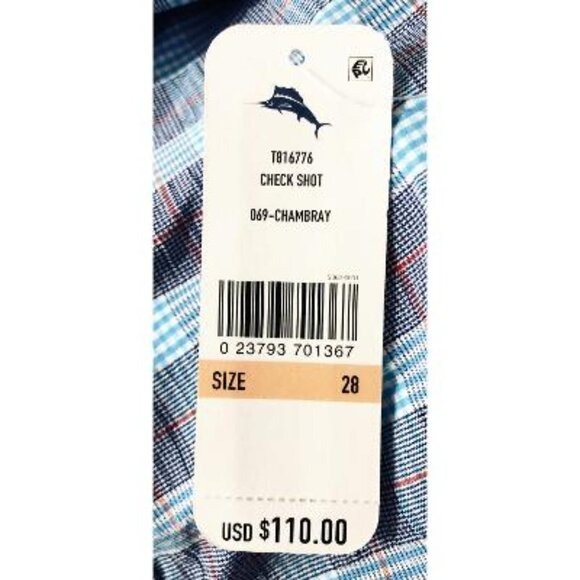 T816776
CHECK SHOT
069-CHAMBRAY
0 23793 701367
SIZE 28
USD $110.00